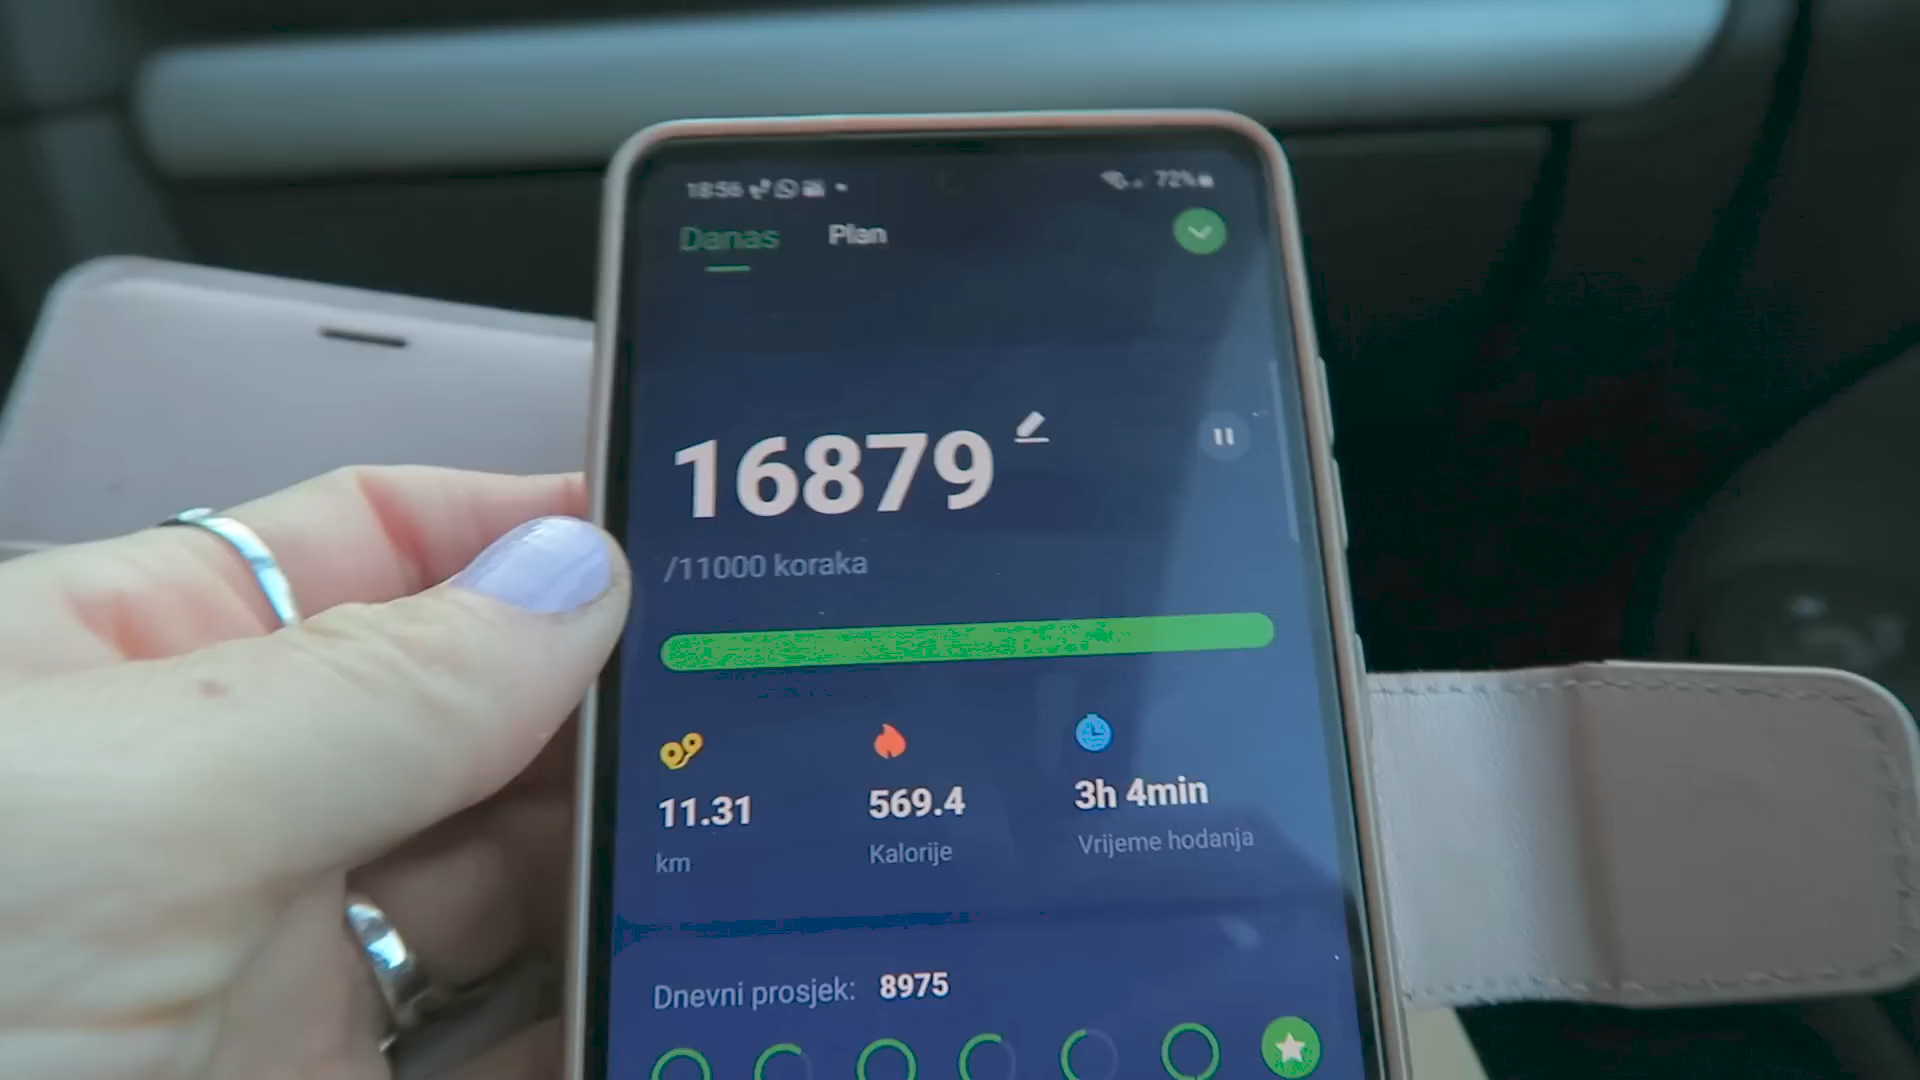 18:56 72%
Danas Plan
16879
/11000 koraka
11.31 569.4 3h 4min
km Kalorije Vrijeme hodanja
Dnevni prosjek: 8975